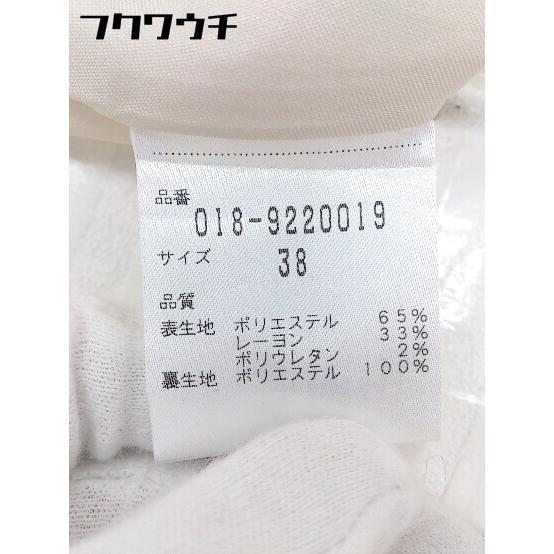 フクワウチ
品番
018-9220019
サイズ 38
品質
表生地 ポリエステル 65%
レーヨン 33%
ポリウレタン 2%
裏生地 ポリエステル 100%